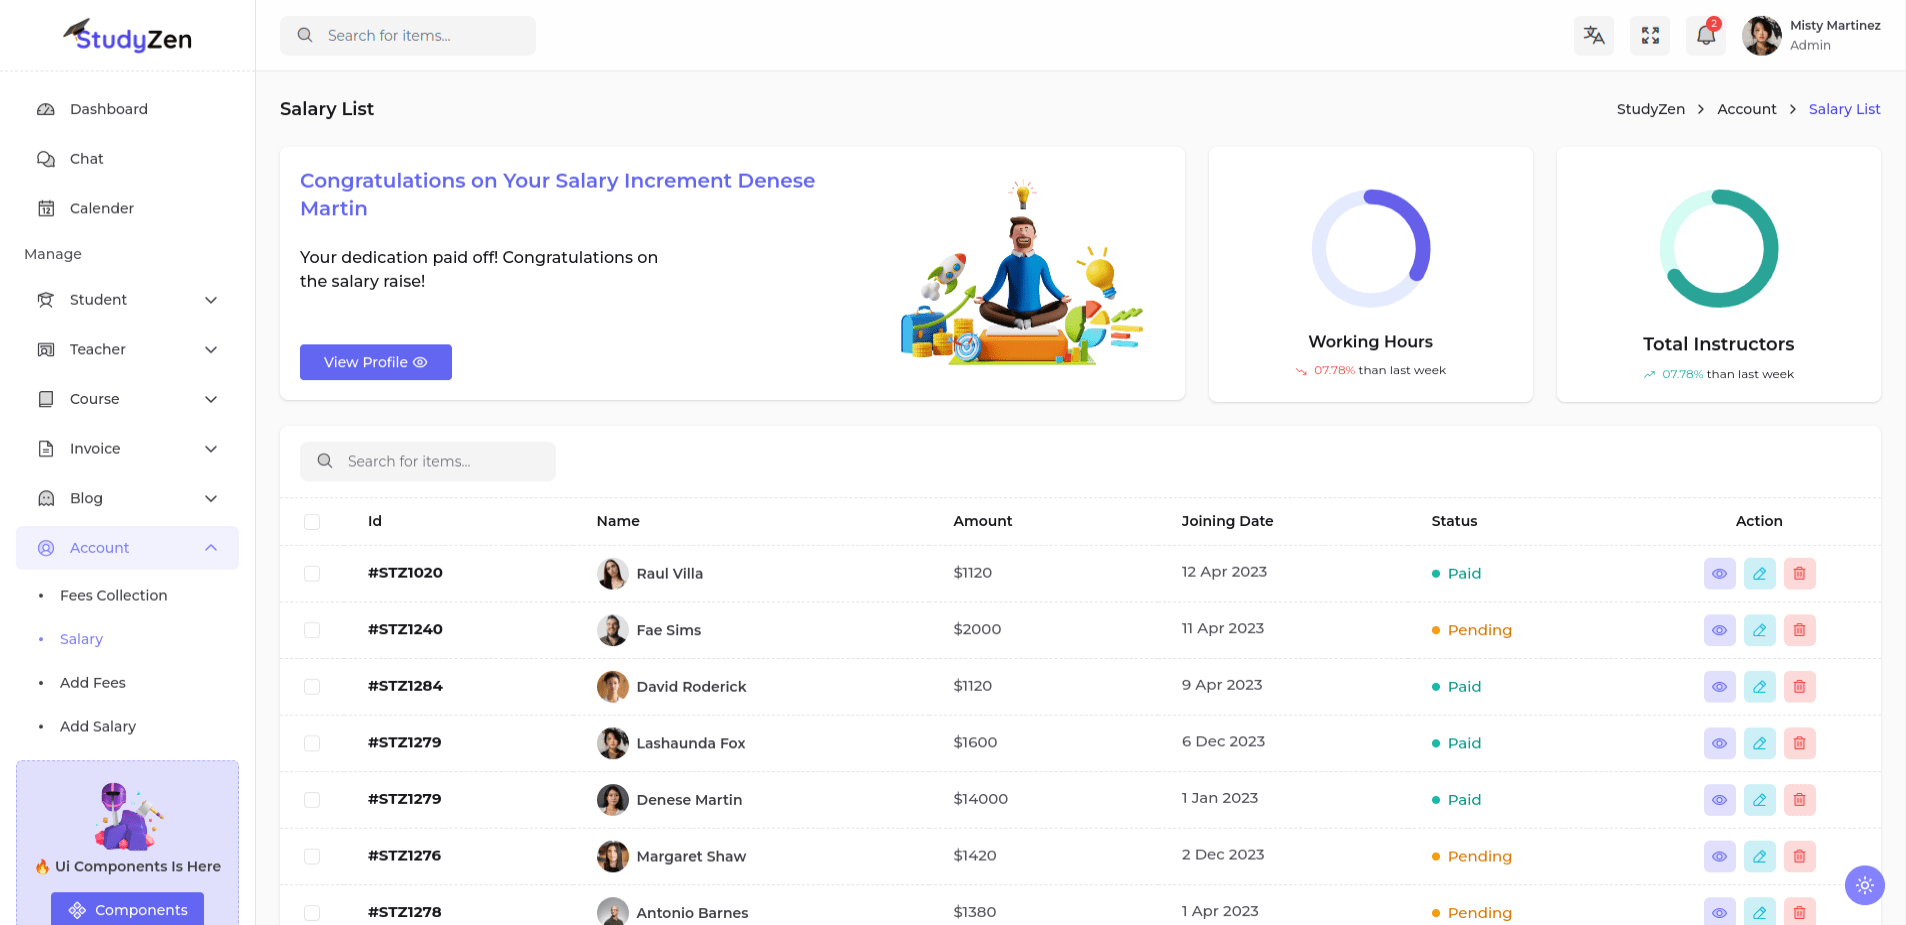 StudyZen
Search for items...
2
Misty Martinez
Admin
Dashboard
Chat
12
Calender
Manage
Student
Teacher
Course
Invoice
Blog
Account
Fees Collection
Salary
Add Fees
Add Salary
🔥 Ui Components Is Here
Components
Salary List
StudyZen > Account > Salary List
Congratulations on Your Salary Increment Denese
Martin
Your dedication paid off! Congratulations on
the salary raise!
View Profile
Working Hours
07.78% than last week
Total Instructors
07.78% than last week
Search for items...
Id Name Amount Joining Date Status Action
#STZ1020 Raul Villa $1120 12 Apr 2023 Paid
#STZ1240 Fae Sims $2000 11 Apr 2023 Pending
#STZ1284 David Roderick $1120 9 Apr 2023 Paid
#STZ1279 Lashaunda Fox $1600 6 Dec 2023 Paid
#STZ1279 Denese Martin $14000 1 Jan 2023 Paid
#STZ1276 Margaret Shaw $1420 2 Dec 2023 Pending
#STZ1278 Antonio Barnes $1380 1 Apr 2023 Pending